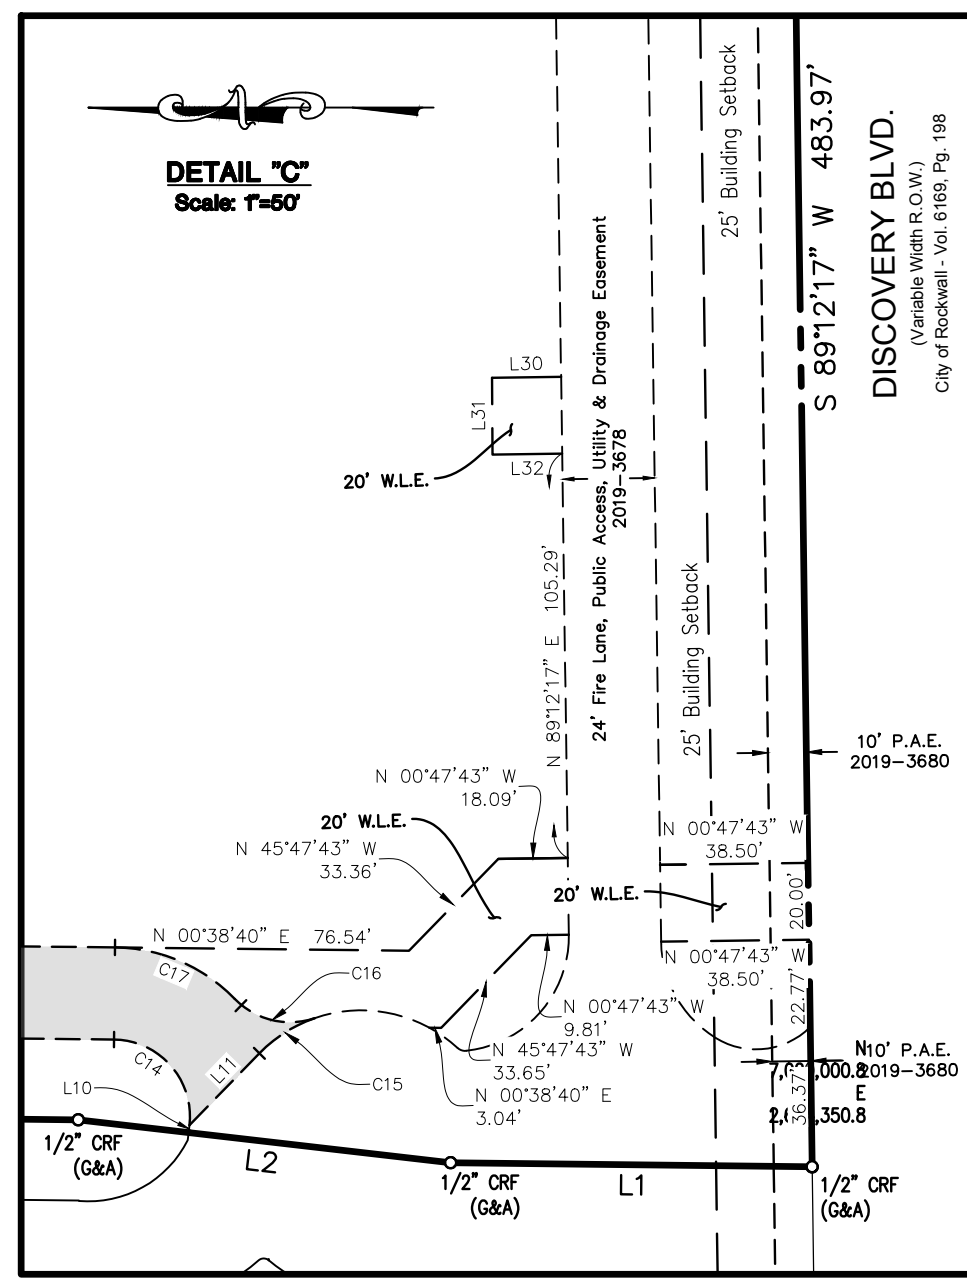 DETAIL "C"
Scale: 1"=50'
25' Building Setback
S 89°12'17" W 483.97'
DISCOVERY BLVD.
(Variable Width R.O.W.)
City of Rockwall - Vol. 6169, Pg. 198
24' Fire Lane, Public Access, Utility & Drainage Easement
2019-3678
L30
L31
L32
20' W.L.E.
N 89°12'17" E 105.29'
25' Building Setback
10' P.A.E.
2019-3680
N 00°47'43" W
18.09'
20' W.L.E.
N 45°47'43" W
33.36'
N 00°47'43" W
38.50'
20' W.L.E.
20.00'
N 00°38'40" E 76.54'
N 00°47'43" W
38.50'
22.77'
C17
C16
N 00°47'43" W
9.81'
N 45°47'43" W
33.65'
N 00°38'40" E
3.04'
C14
L11
C15
L10
10' P.A.E.
2019-3680
N
E
36.37'
1/2" CRF
(G&A)
L2
1/2" CRF
(G&A)
L1
1/2" CRF
(G&A)